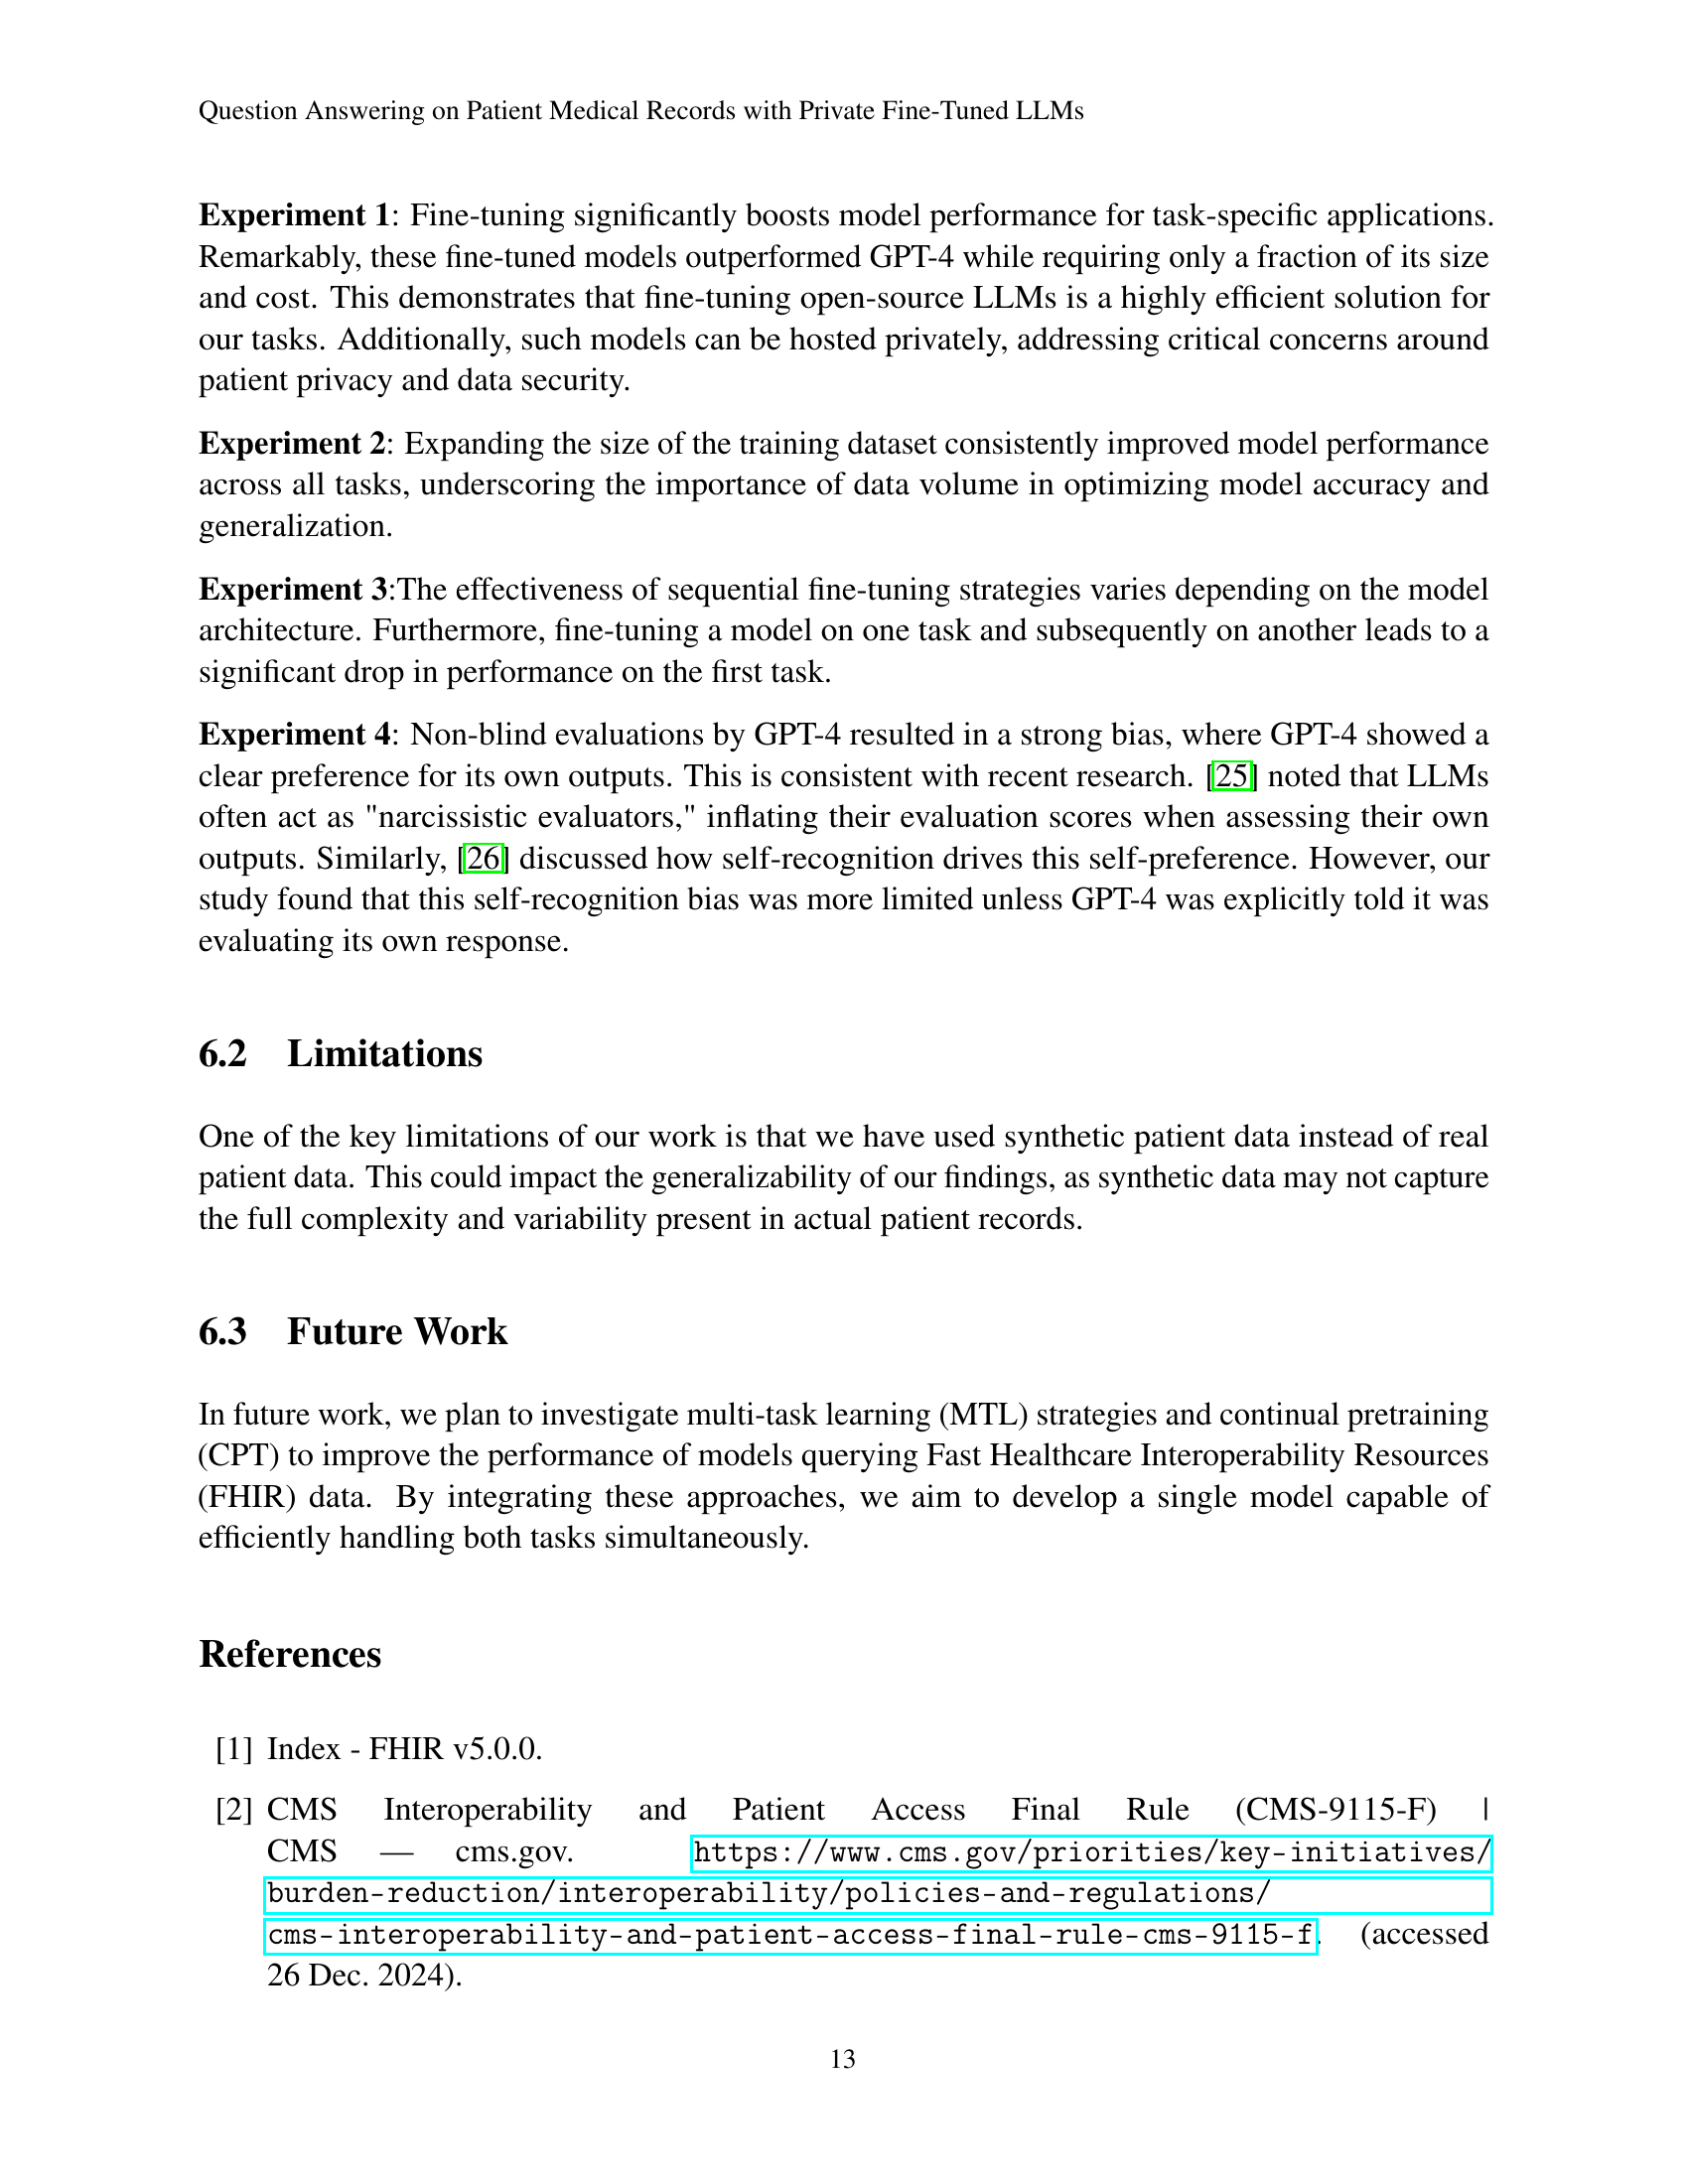 Question Answering on Patient Medical Records with Private Fine-Tuned LLMs
Experiment 1: Fine-tuning significantly boosts model performance for task-specific applications.
Remarkably, these fine-tuned models outperformed GPT-4 while requiring only a fraction of its size
and cost. This demonstrates that fine-tuning open-source LLMs is a highly efficient solution for
our tasks. Additionally, such models can be hosted privately, addressing critical concerns around
patient privacy and data security.
Experiment 2: Expanding the size of the training dataset consistently improved model performance
across all tasks, underscoring the importance of data volume in optimizing model accuracy and
generalization.
Experiment 3:The effectiveness of sequential fine-tuning strategies varies depending on the model
architecture. Furthermore, fine-tuning a model on one task and subsequently on another leads to a
significant drop in performance on the first task.
Experiment 4: Non-blind evaluations by GPT-4 resulted in a strong bias, where GPT-4 showed a
clear preference for its own outputs. This is consistent with recent research. [25] noted that LLMs
often act as "narcissistic evaluators," inflating their evaluation scores when assessing their own
outputs. Similarly, [26] discussed how self-recognition drives this self-preference. However, our
study found that this self-recognition bias was more limited unless GPT-4 was explicitly told it was
evaluating its own response.
6.2 Limitations
One of the key limitations of our work is that we have used synthetic patient data instead of real
patient data. This could impact the generalizability of our findings, as synthetic data may not capture
the full complexity and variability present in actual patient records.
6.3 Future Work
In future work, we plan to investigate multi-task learning (MTL) strategies and continual pretraining
(CPT) to improve the performance of models querying Fast Healthcare Interoperability Resources
(FHIR) data. By integrating these approaches, we aim to develop a single model capable of
efficiently handling both tasks simultaneously.
References
[1] Index - FHIR v5.0.0.
[2] CMS Interoperability and Patient Access Final Rule (CMS-9115-F) |
CMS — cms.gov. https://www.cms.gov/priorities/key-initiatives/
burden-reduction/interoperability/policies-and-regulations/
cms-interoperability-and-patient-access-final-rule-cms-9115-f. (accessed
26 Dec. 2024).
13